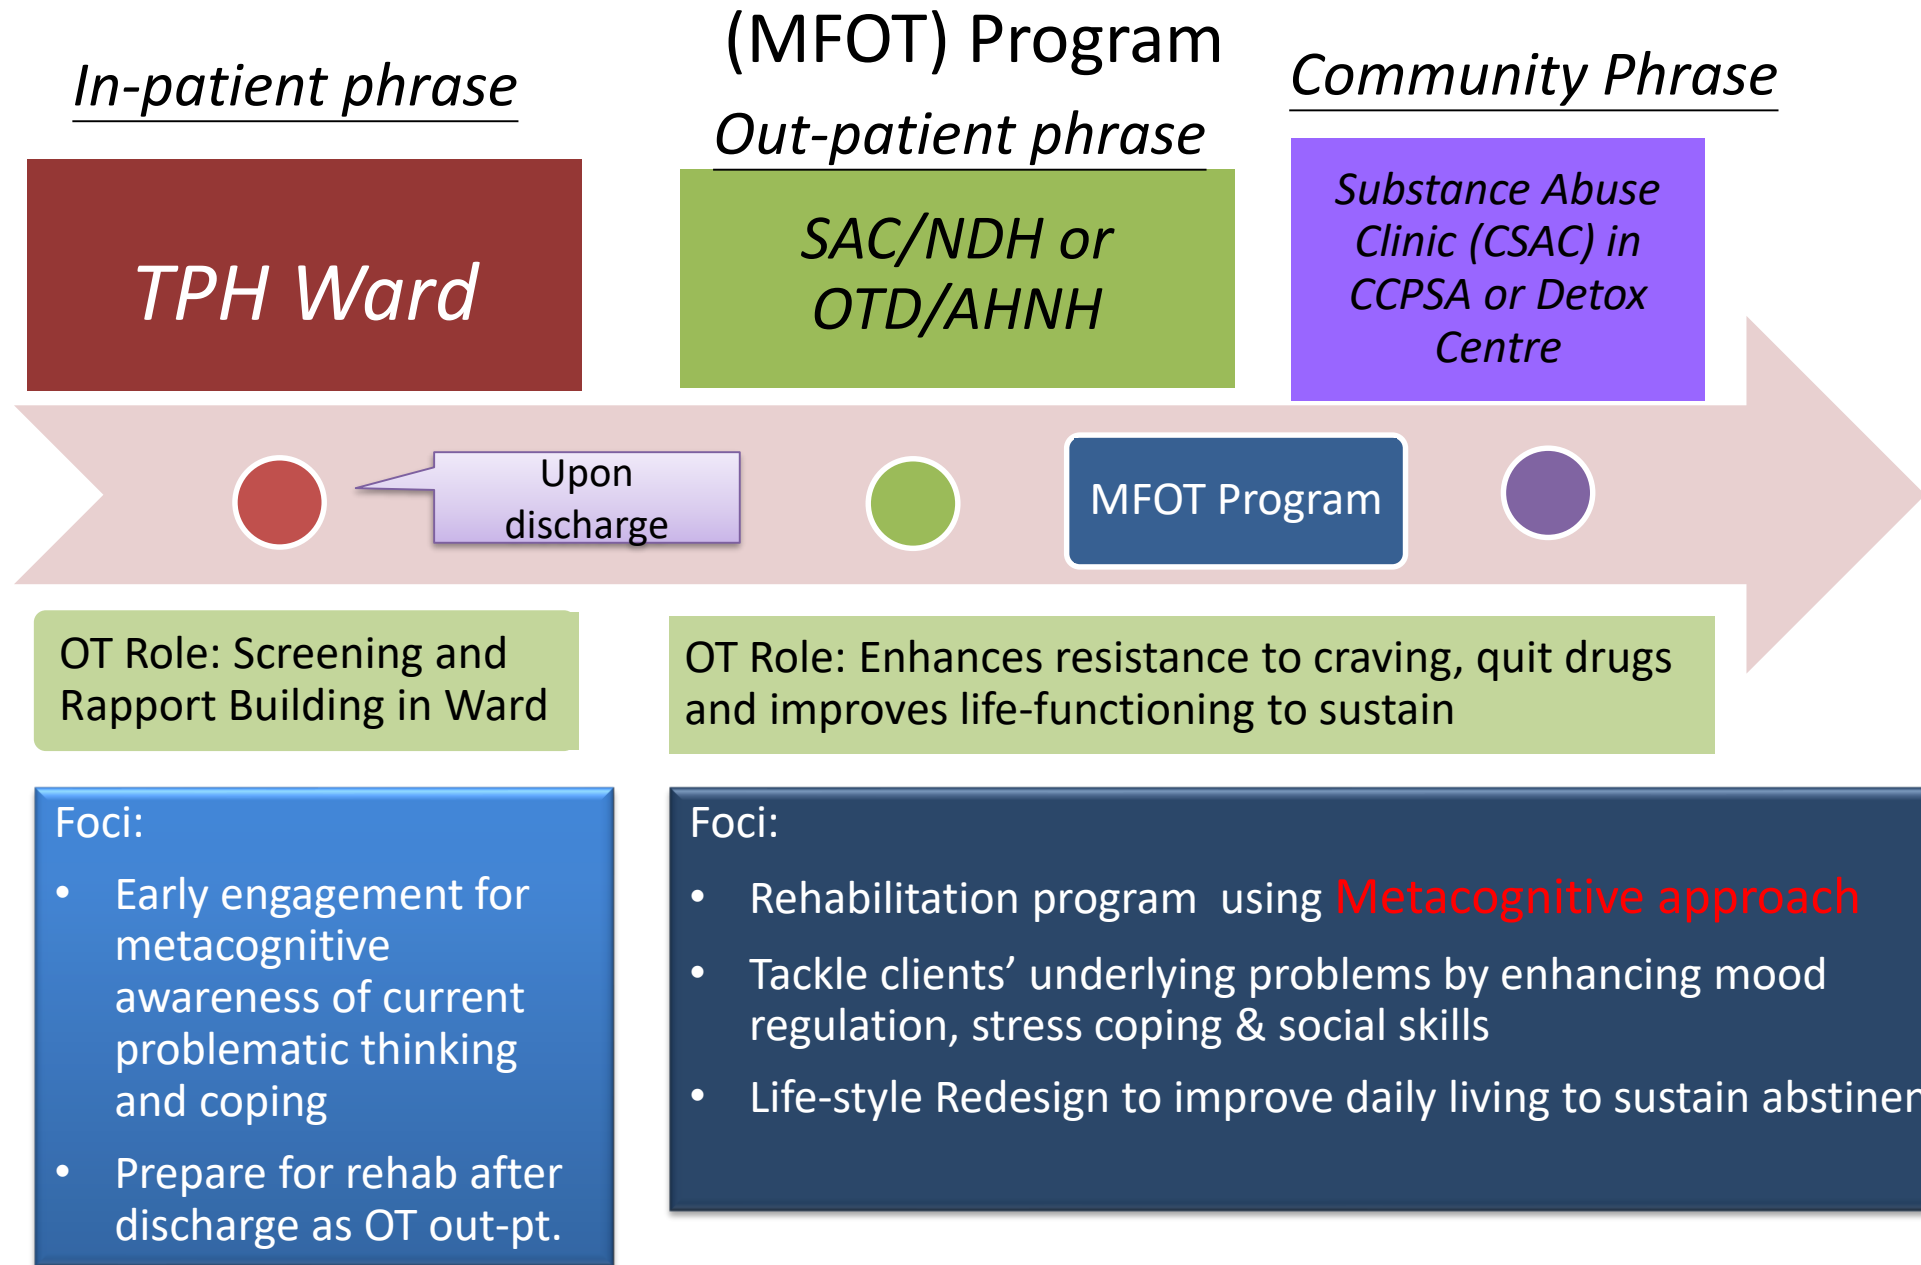 (MFOT) Program
In-patient phrase
Out-patient phrase
Community Phrase
TPH Ward
SAC/NDH or
OTD/AHNH
Substance Abuse
Clinic (CSAC) in
CCPSA or Detox
Centre
Upon
discharge
MFOT Program
OT Role: Screening and
Rapport Building in Ward
OT Role: Enhances resistance to craving, quit drugs
and improves life-functioning to sustain
Foci:
• Early engagement for
metacognitive
awareness of current
problematic thinking
and coping
• Prepare for rehab after
discharge as OT out-pt.
Foci:
• Rehabilitation program using Metacognitive approach
• Tackle clients’ underlying problems by enhancing mood
regulation, stress coping & social skills
• Life-style Redesign to improve daily living to sustain